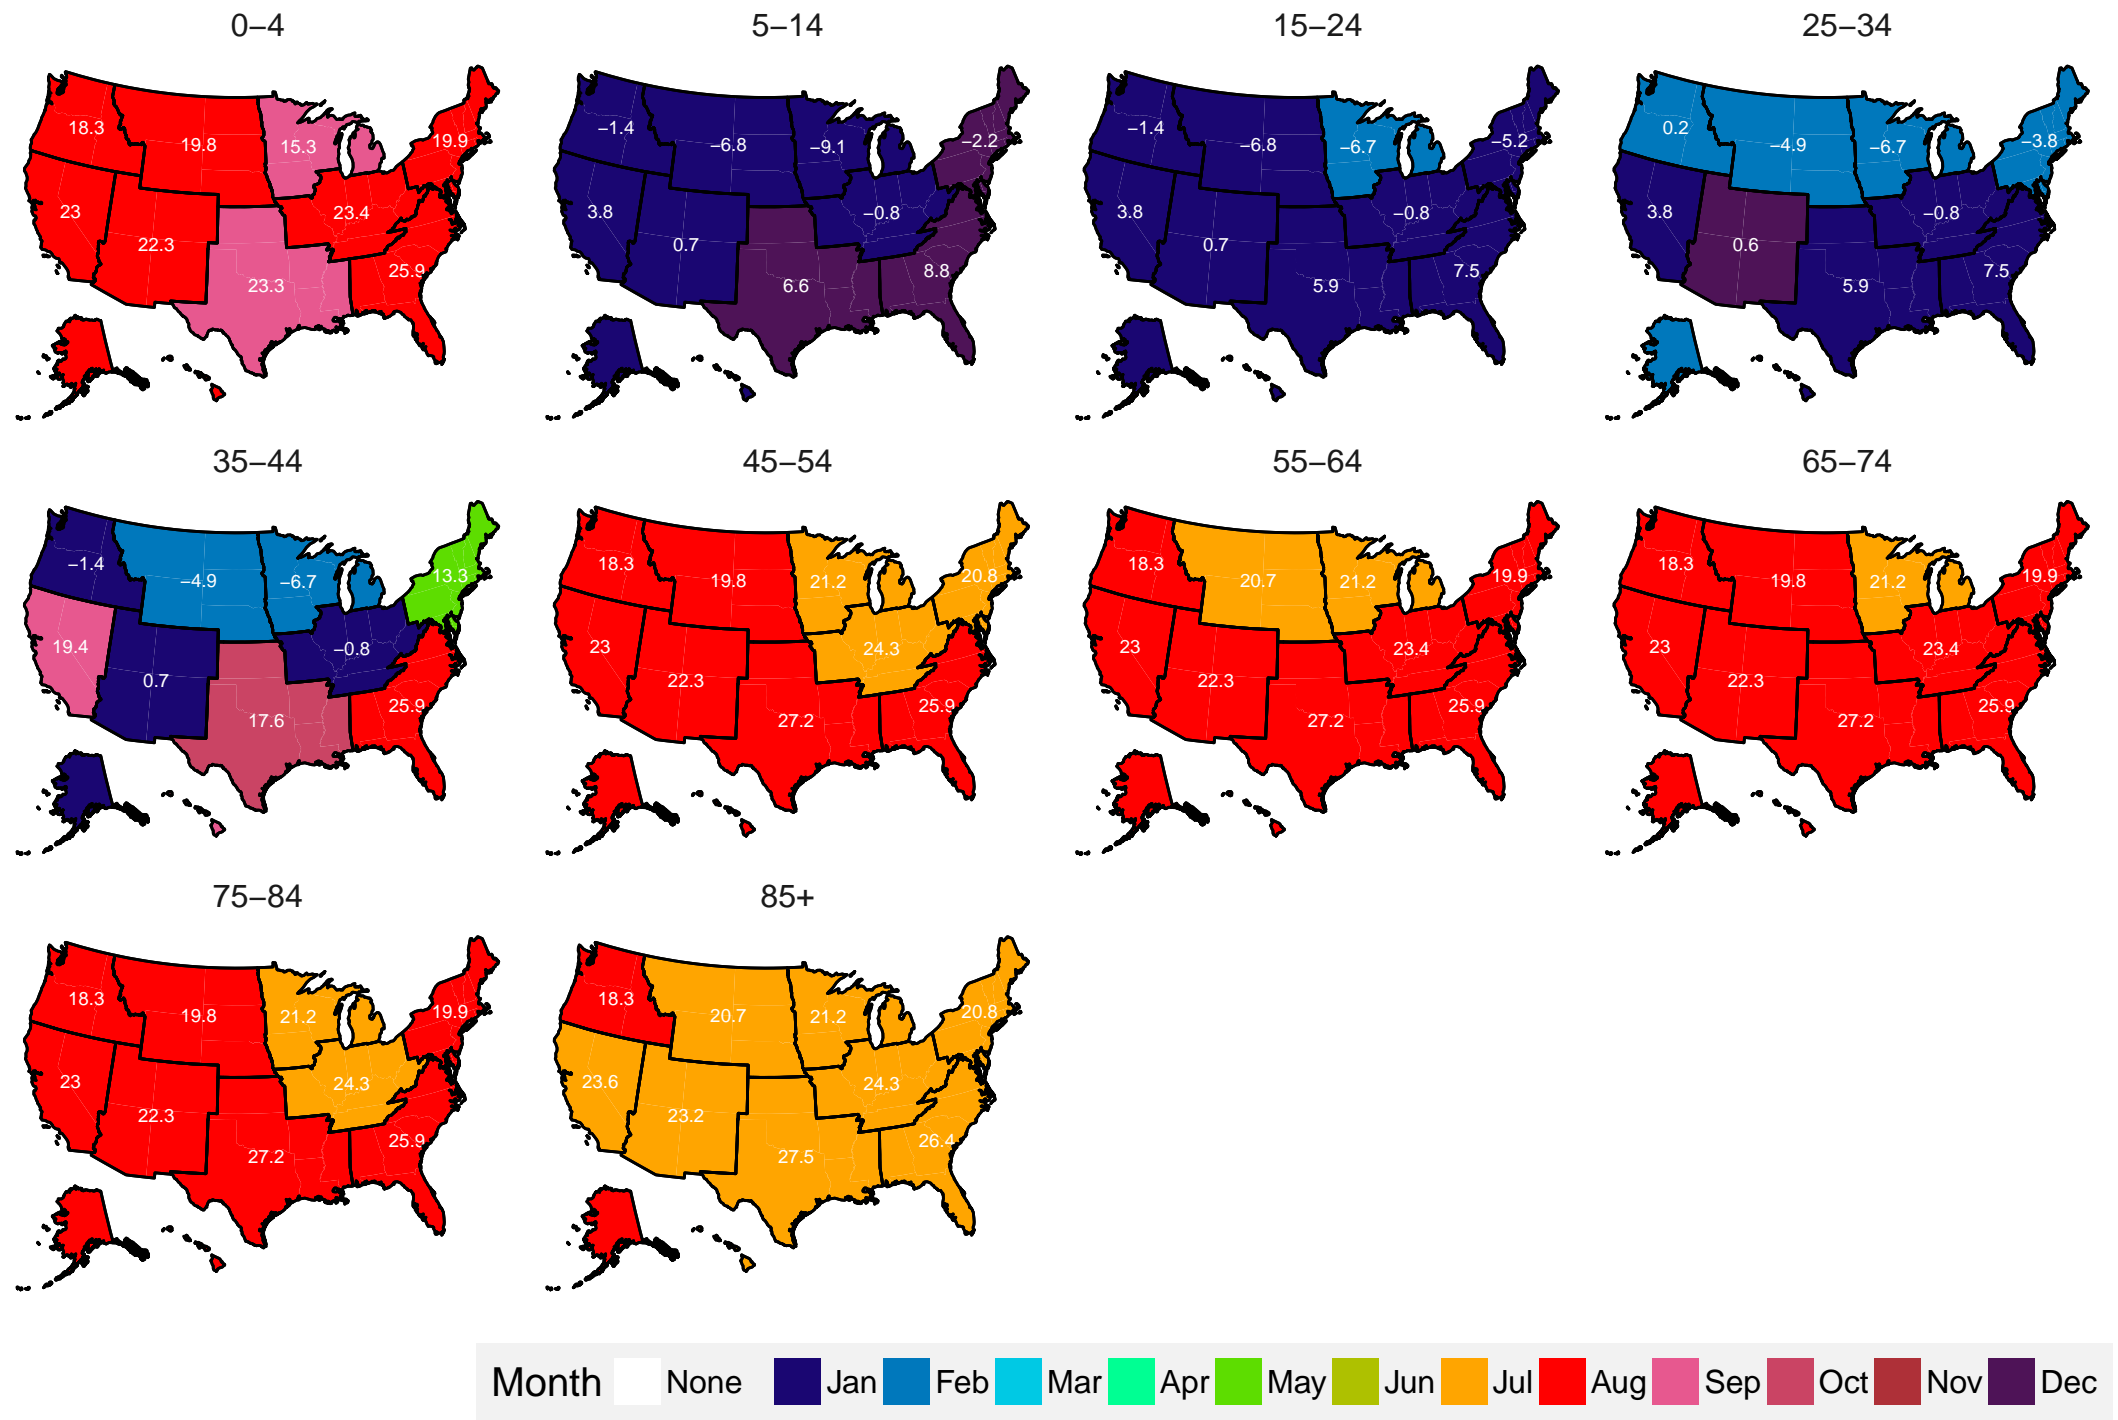 0–4 5–14 15–24 25–34
18.3 19.8 15.3 19.9 −1.4 −6.8 −9.1 −2.2 −1.4 −6.8 −6.7 −5.2 0.2 −4.9 −6.7 −3.8
23 23.4 3.8 −0.8 3.8 −0.8 3.8 −0.8
22.3 25.9 0.7 8.8 0.7 7.5 0.6 7.5
23.3 6.6 5.9 5.9
35–44 45–54 55–64 65–74
−1.4 −4.9 −6.7 13.3 18.3 19.8 21.2 20.8 18.3 20.7 21.2 19.9 18.3 19.8 21.2 19.9
19.4 −0.8 23 24.3 23 23.4 23 23.4
0.7 25.9 22.3 25.9 22.3 25.9 22.3 25.9
17.6 27.2 27.2 27.2
75–84 85+
18.3 19.8 21.2 19.9 18.3 20.7 21.2 20.8
23 24.3 23.6 24.3
22.3 25.9 23.2 26.4
27.2 27.5
Month None Jan Feb Mar Apr May Jun Jul Aug Sep Oct Nov Dec